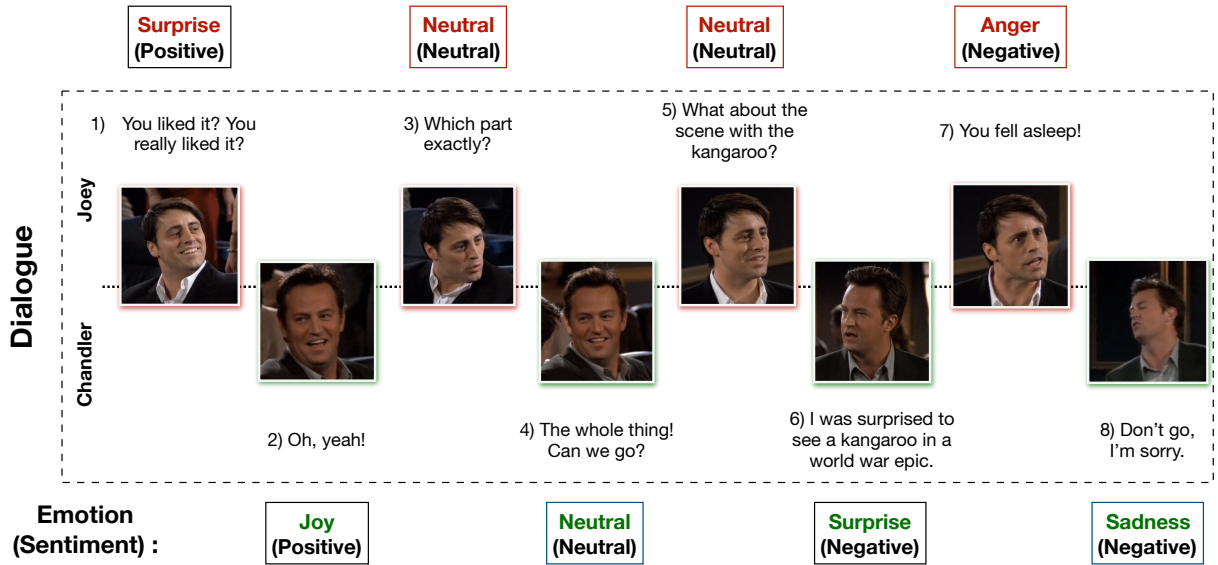 Surprise
(Positive)
Neutral
(Neutral)
Neutral
(Neutral)
Anger
(Negative)
Dialogue
Joey
Chandler
1) You liked it? You
really liked it?
3) Which part
exactly?
5) What about the
scene with the
kangaroo?
7) You fell asleep!
2) Oh, yeah!
4) The whole thing!
Can we go?
6) I was surprised to
see a kangaroo in a
world war epic.
8) Don’t go,
I’m sorry.
Emotion
(Sentiment) :
Joy
(Positive)
Neutral
(Neutral)
Surprise
(Negative)
Sadness
(Negative)